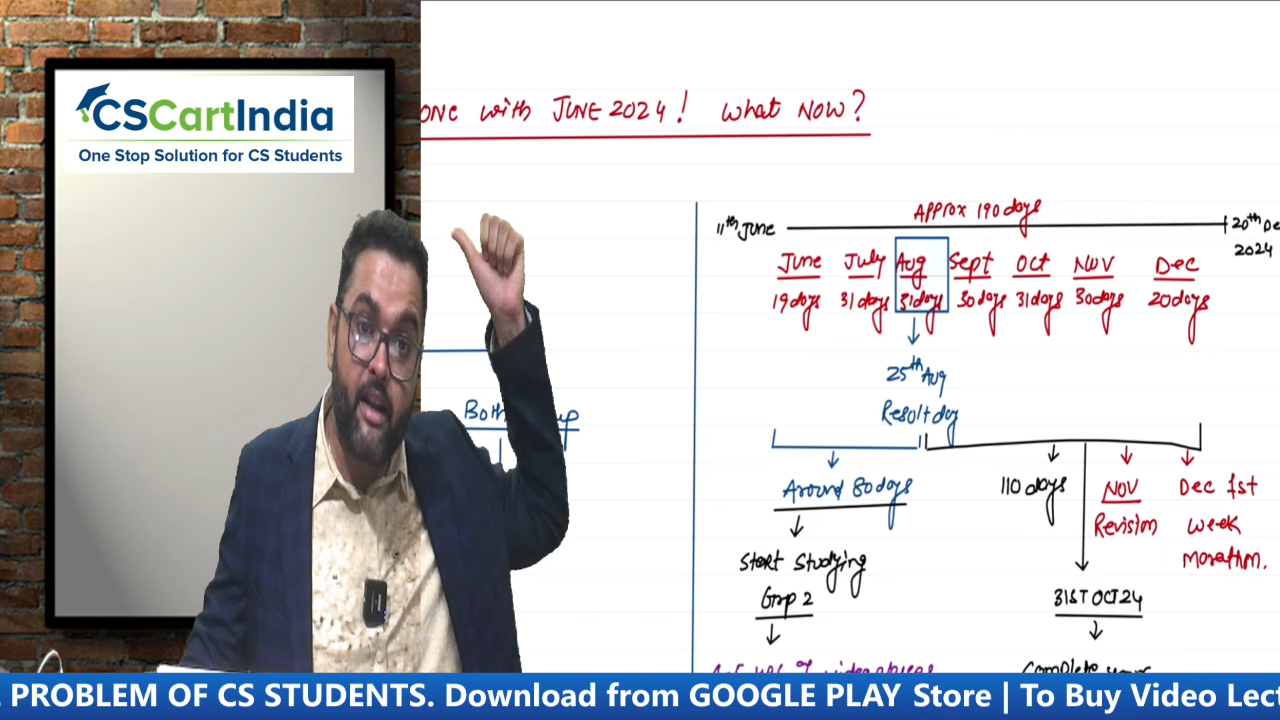 CSCartIndia
One Stop Solution for CS Students
ONE with JUNE 2024! What NOW?
Approx 190 days
11th June
20th De
2024
June July Aug Sept Oct Nov Dec
19 days 31 days 31 days 30 days 31 days 30 days 20 days
25th Aug
Result day
Both
up
Around 80 days
110 days
Nov
Revision
Dec 1st
week
Marathon.
Start Studying
Grp 2
31ST OCT 24
Complete your
PROBLEM OF CS STUDENTS. Download from GOOGLE PLAY Store | To Buy Video Lect